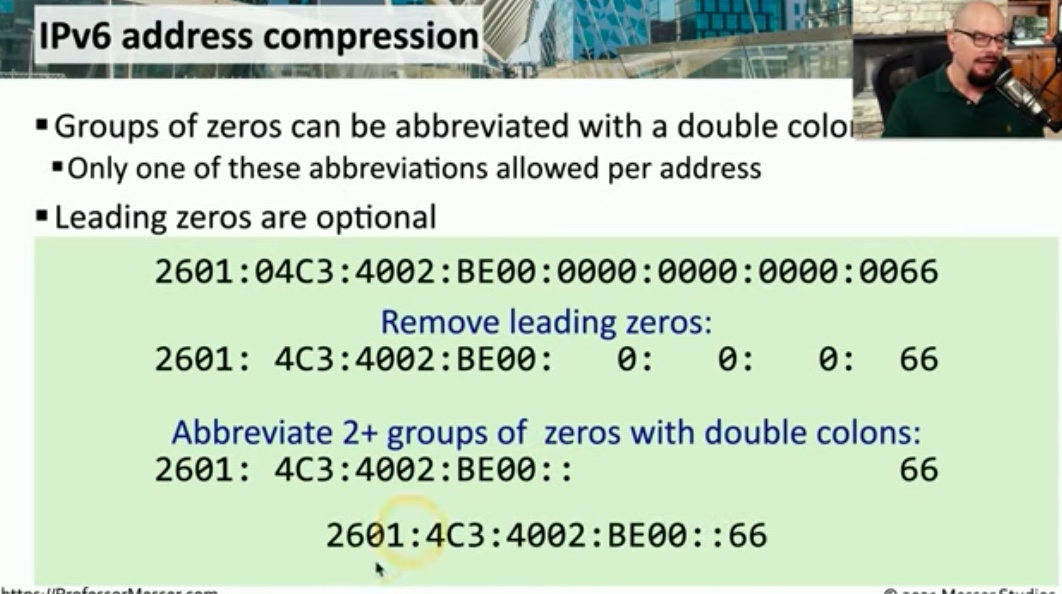 IPv6 address compression
▪ Groups of zeros can be abbreviated with a double colo
▪ Only one of these abbreviations allowed per address
▪ Leading zeros are optional
2601:04C3:4002:BE00:0000:0000:0000:0066
Remove leading zeros:
2601: 4C3:4002:BE00: 0: 0: 0: 66
Abbreviate 2+ groups of zeros with double colons:
2601: 4C3:4002:BE00:: 66
2601:4C3:4002:BE00::66
https://ProfessorMesser.com
Messer Studios